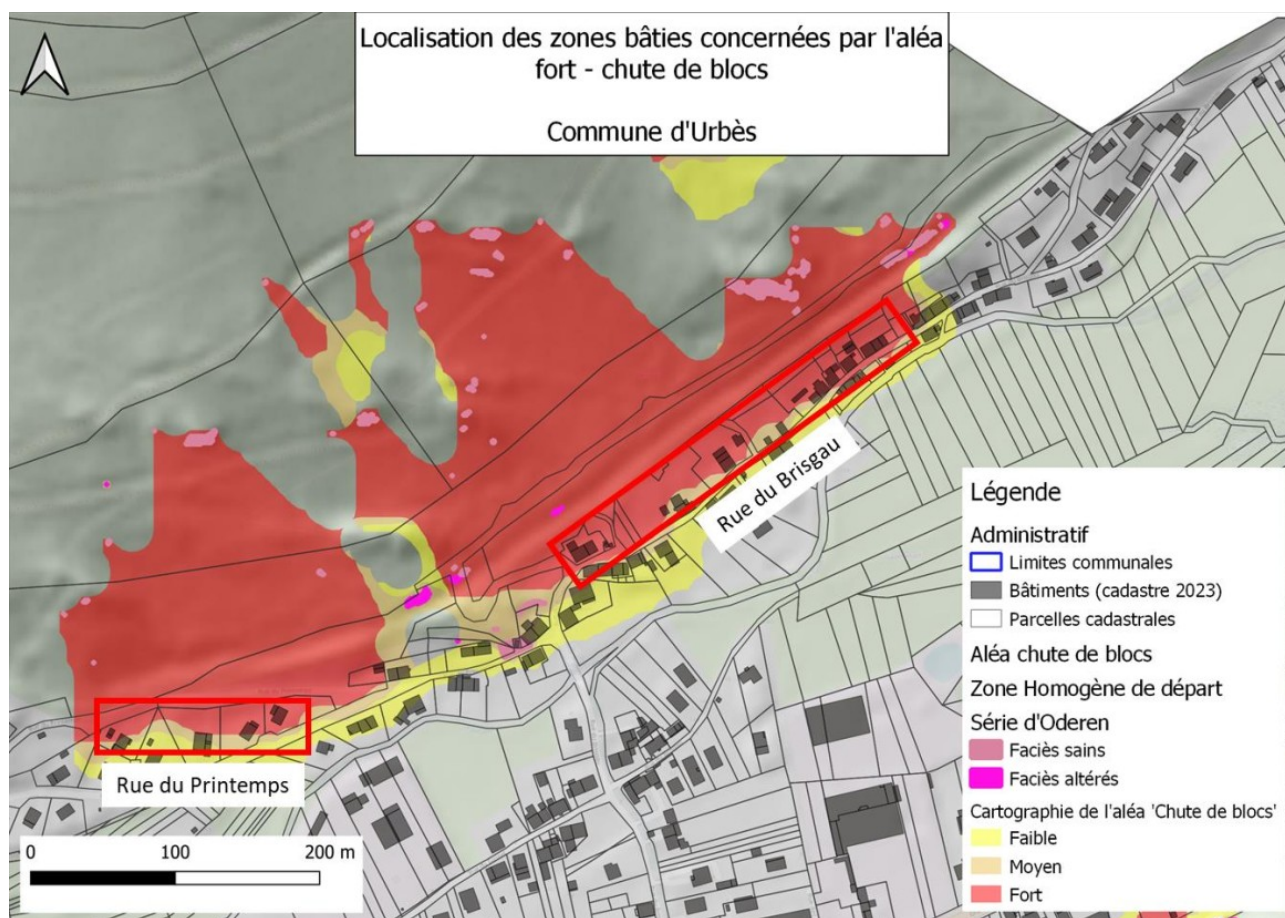 Localisation des zones bâties concernées par l'aléa
fort - chute de blocs
Commune d'Urbès
Rue du Brisgau
Rue du Printemps
0 100 200 m
Légende
Administratif
Limites communales
Bâtiments (cadastre 2023)
Parcelles cadastrales
Aléa chute de blocs
Zone Homogène de départ
Série d'Oderen
Faciès sains
Faciès altérés
Cartographie de l'aléa 'Chute de blocs'
Faible
Moyen
Fort